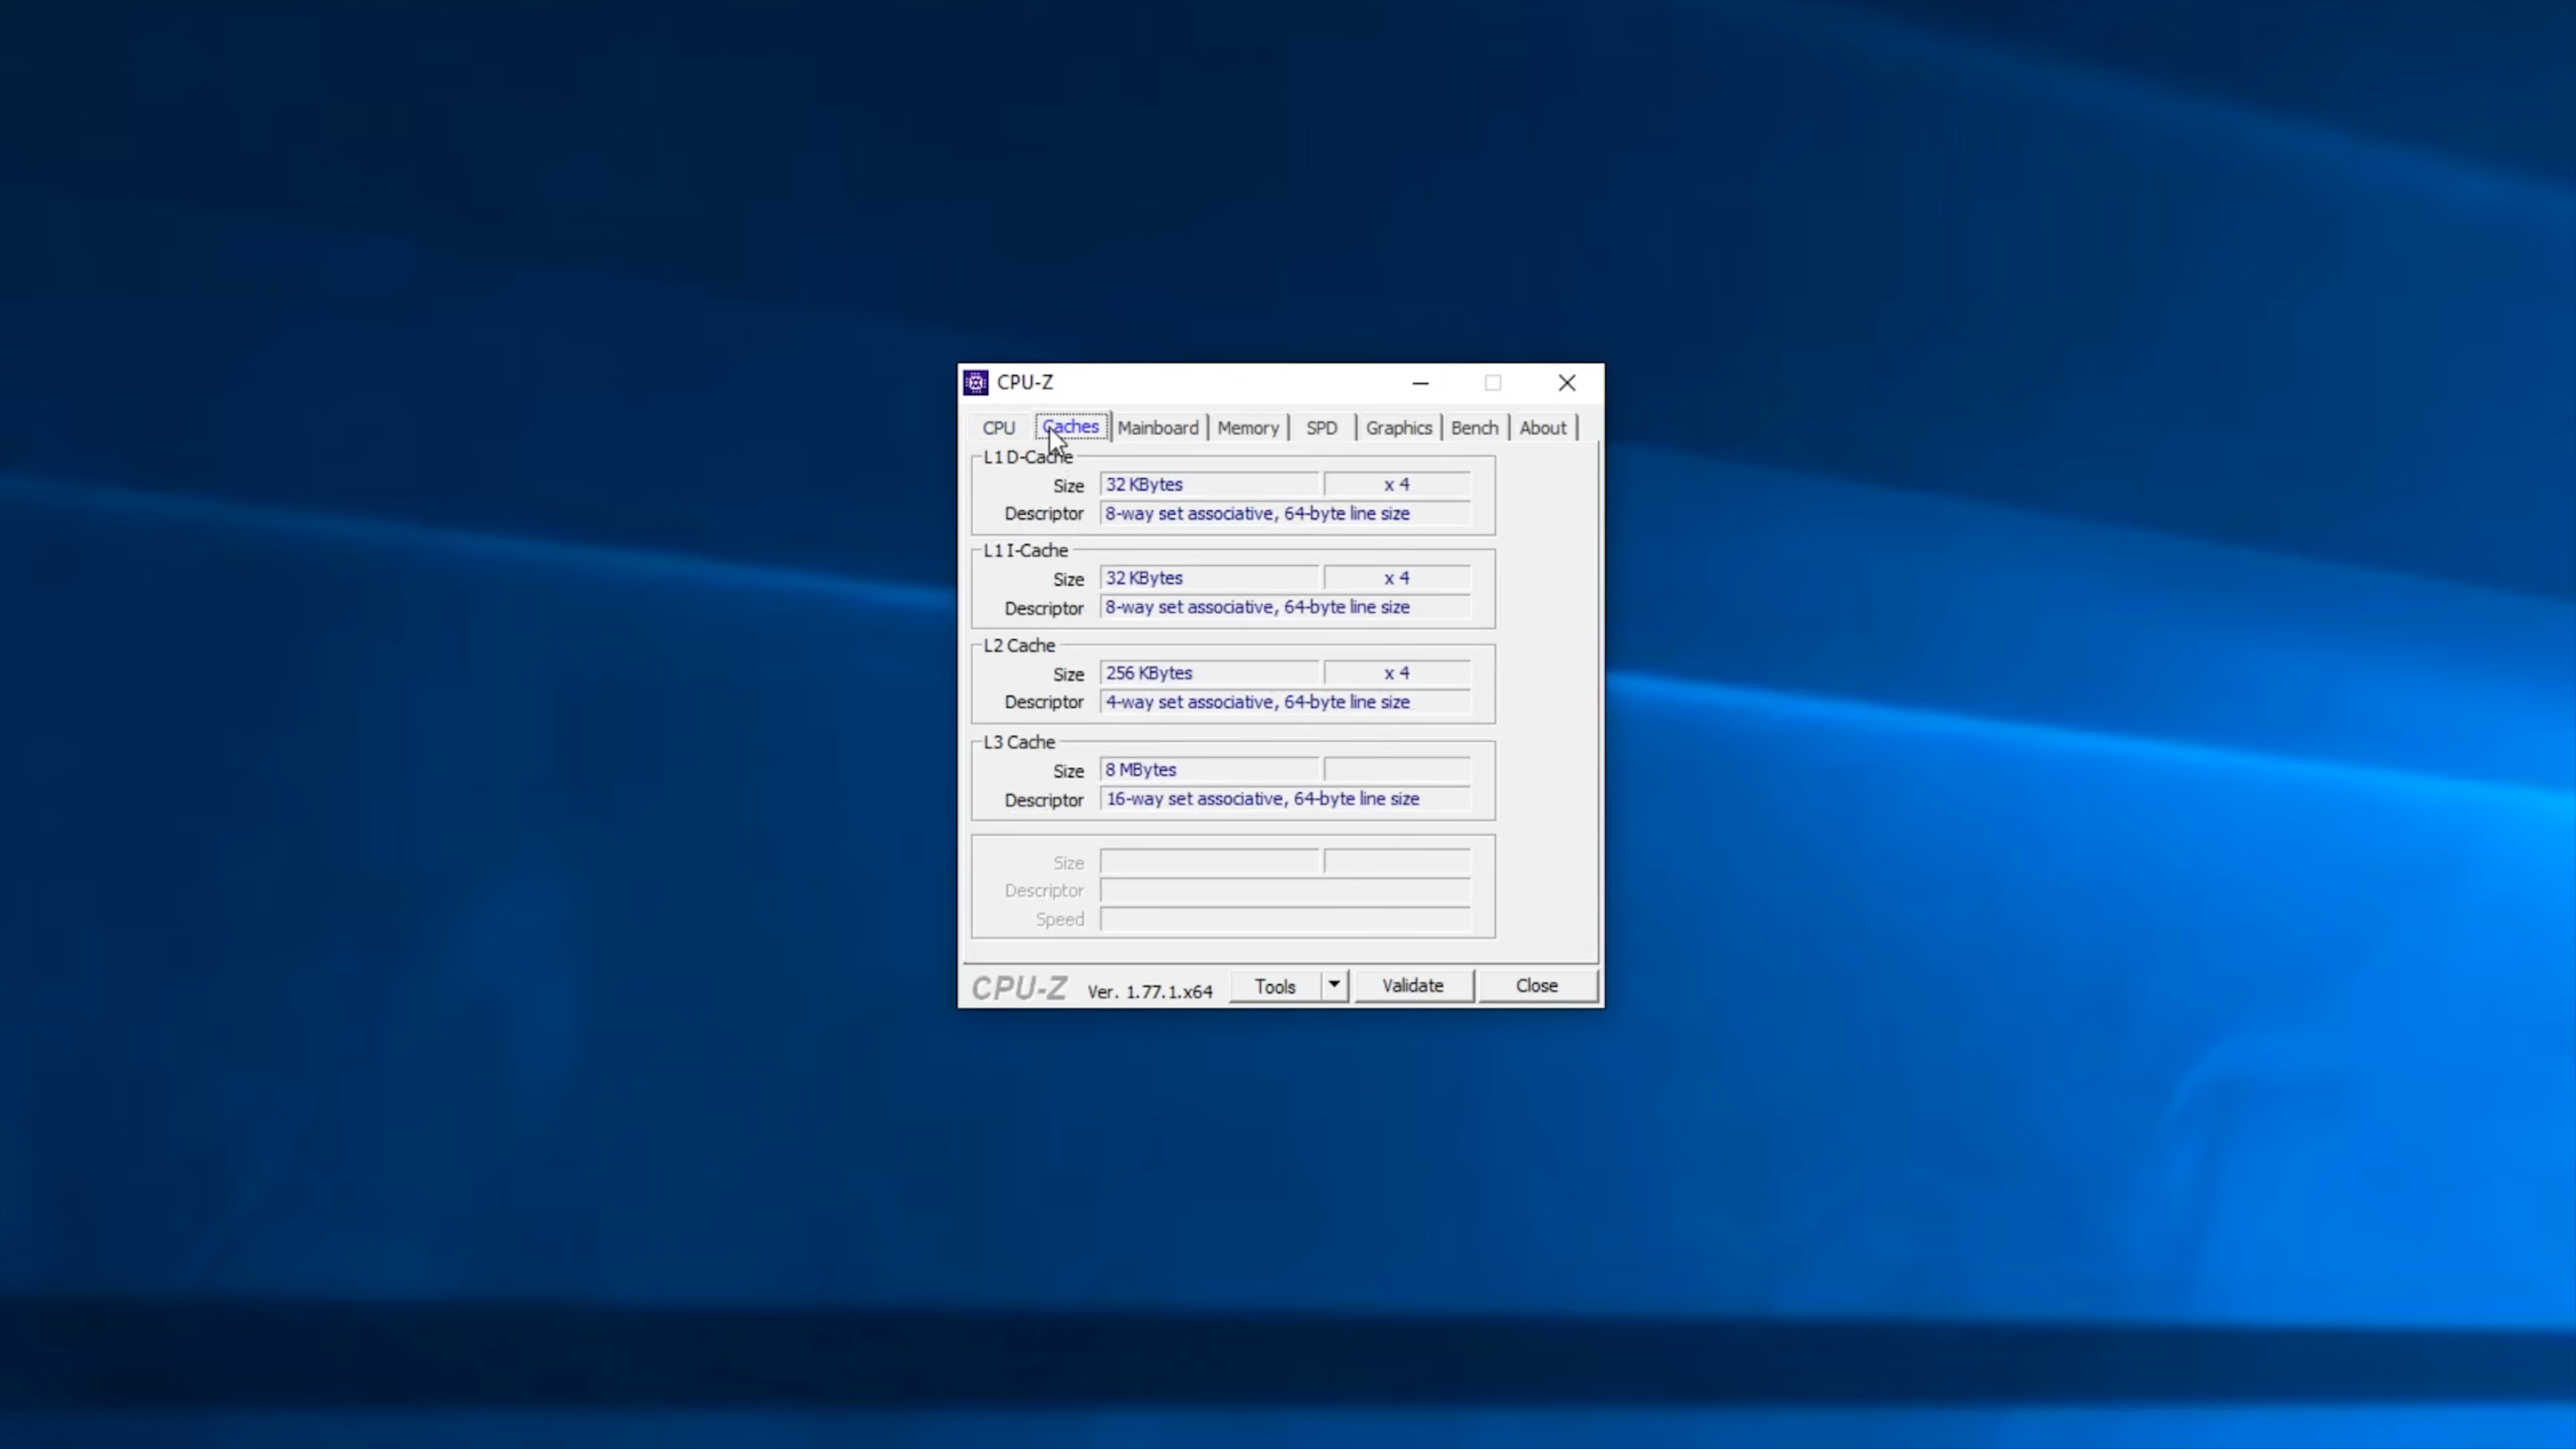 CPU-Z
CPU Caches Mainboard Memory SPD Graphics Bench About
L1 D-Cache
Size 32 KBytes x 4
Descriptor 8-way set associative, 64-byte line size
L1 I-Cache
Size 32 KBytes x 4
Descriptor 8-way set associative, 64-byte line size
L2 Cache
Size 256 KBytes x 4
Descriptor 4-way set associative, 64-byte line size
L3 Cache
Size 8 MBytes
Descriptor 16-way set associative, 64-byte line size
Size
Descriptor
Speed
CPU-Z Ver. 1.77.1.x64 Tools Validate Close